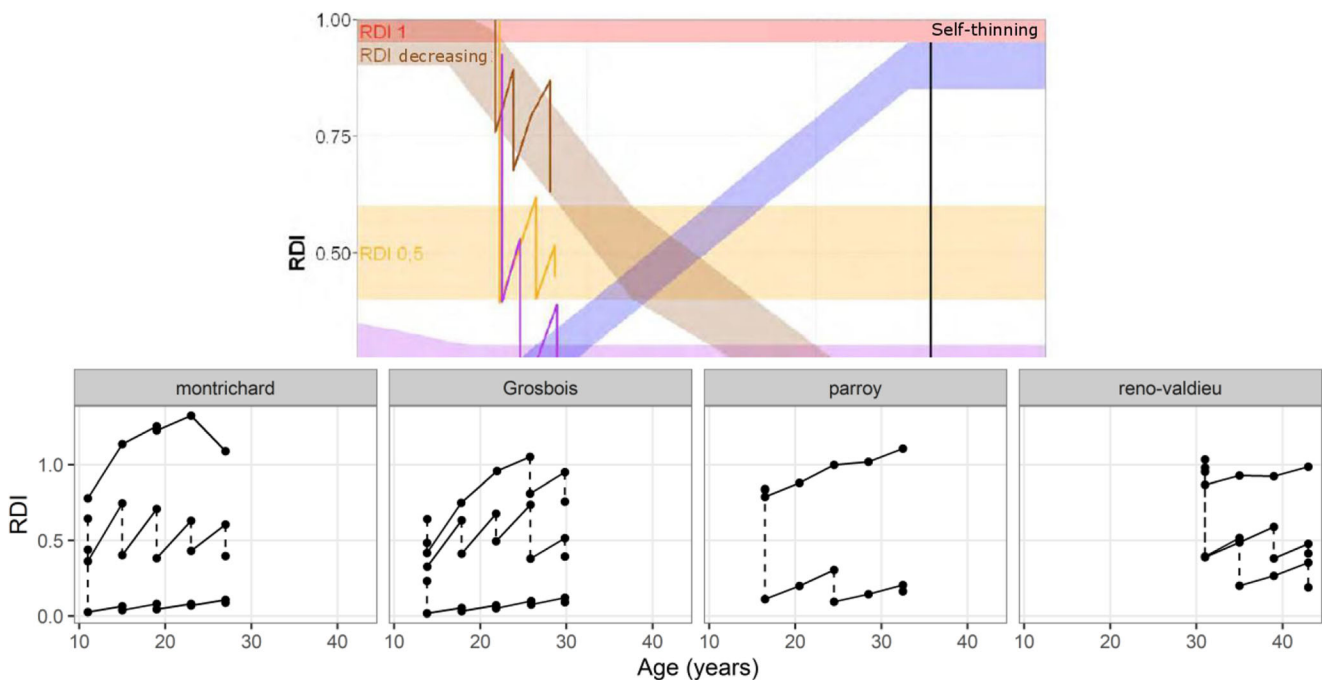 1.00
RDI 1
Self-thinning
RDI decreasing
0.75
RDI
0.50
RDI 0,5
montrichard Grosbois parroy reno-valdieu
1.0
RDI
0.5
0.0
10 20 30 40 10 20 30 40 10 20 30 40 10 20 30 40
Age (years)